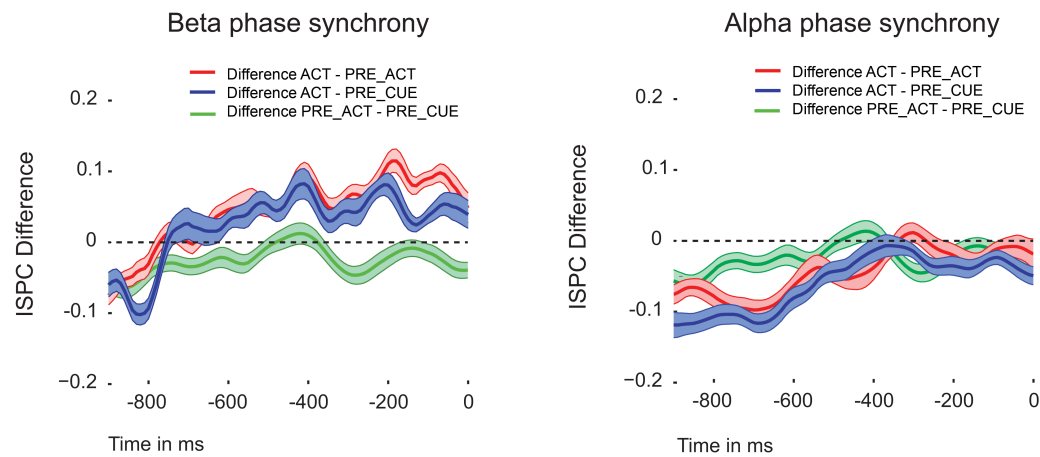 Beta phase synchrony
Difference ACT - PRE_ACT
Difference ACT - PRE_CUE
Difference PRE_ACT - PRE_CUE
ISPC Difference
0.2
0.1
0
-0.1
−0.2
-800
-600
-400
-200
0
Time in ms
Alpha phase synchrony
Difference ACT - PRE_ACT
Difference ACT - PRE_CUE
Difference PRE_ACT - PRE_CUE
ISPC Difference
0.2
0.1
0
-0.1
−0.2
-800
-600
-400
-200
0
Time in ms